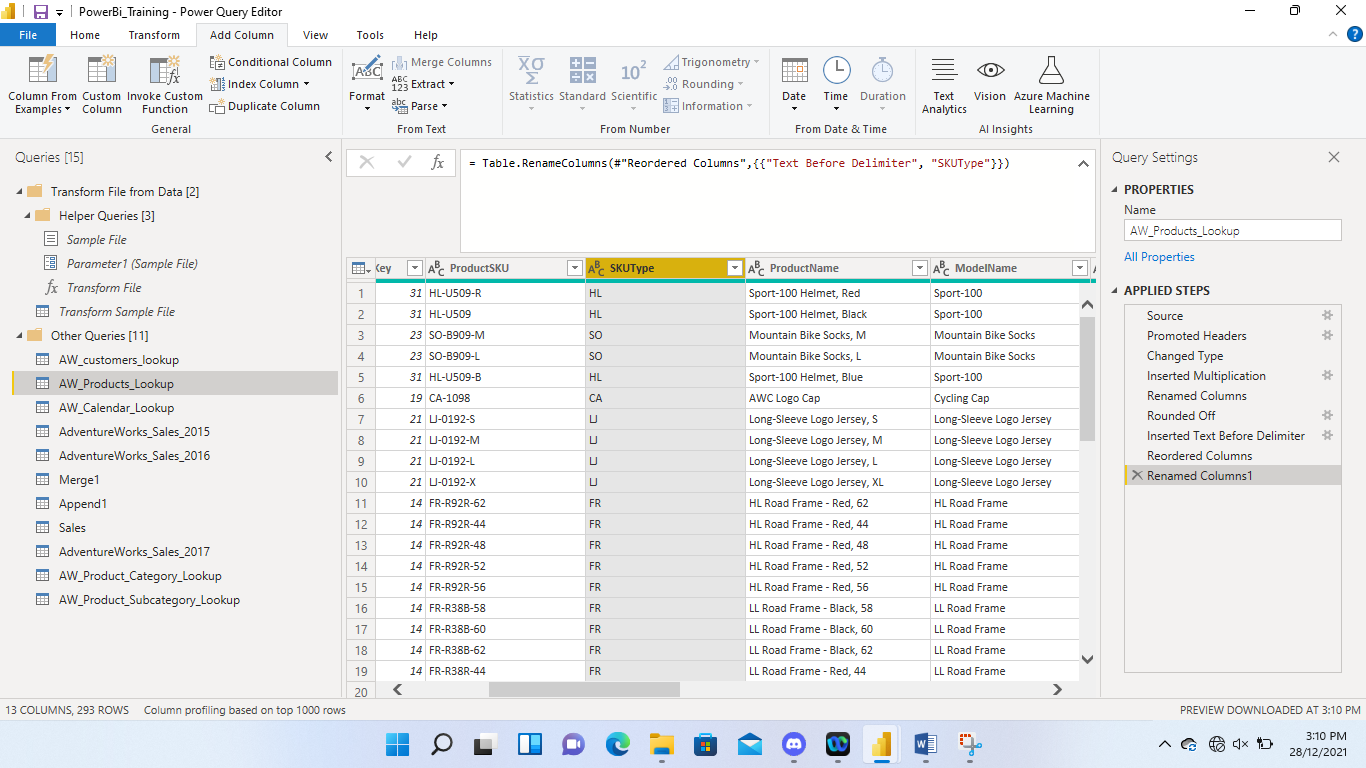 PowerBi_Training - Power Query Editor
File Home Transform Add Column View Tools Help
Column From Examples
Custom Column
Invoke Custom Function
Conditional Column
Index Column
Duplicate Column
General
Format
ABC
Merge Columns
ABC 123 Extract
abc Parse
From Text
Statistics
Standard
10² Scientific
Trigonometry
.00 Rounding
Information
From Number
Date
Time
Duration
From Date & Time
Text Analytics
Vision
Azure Machine Learning
AI Insights
Queries [15]
Transform File from Data [2]
Helper Queries [3]
Sample File
Parameter1 (Sample File)
fx Transform File
Transform Sample File
Other Queries [11]
AW_customers_lookup
AW_Products_Lookup
AW_Calendar_Lookup
AdventureWorks_Sales_2015
AdventureWorks_Sales_2016
Merge1
Append1
Sales
AdventureWorks_Sales_2017
AW_Product_Category_Lookup
AW_Product_Subcategory_Lookup
fx
= Table.RenameColumns(#"Reordered Columns",{{"Text Before Delimiter", "SKUType"}})
Key ABC ProductSKU ABC SKUType ABC ProductName ABC ModelName
1 31 HL-U509-R HL Sport-100 Helmet, Red Sport-100
2 31 HL-U509 HL Sport-100 Helmet, Black Sport-100
3 23 SO-B909-M SO Mountain Bike Socks, M Mountain Bike Socks
4 23 SO-B909-L SO Mountain Bike Socks, L Mountain Bike Socks
5 31 HL-U509-B HL Sport-100 Helmet, Blue Sport-100
6 19 CA-1098 CA AWC Logo Cap Cycling Cap
7 21 LJ-0192-S LJ Long-Sleeve Logo Jersey, S Long-Sleeve Logo Jersey
8 21 LJ-0192-M LJ Long-Sleeve Logo Jersey, M Long-Sleeve Logo Jersey
9 21 LJ-0192-L LJ Long-Sleeve Logo Jersey, L Long-Sleeve Logo Jersey
10 21 LJ-0192-X LJ Long-Sleeve Logo Jersey, XL Long-Sleeve Logo Jersey
11 14 FR-R92R-62 FR HL Road Frame - Red, 62 HL Road Frame
12 14 FR-R92R-44 FR HL Road Frame - Red, 44 HL Road Frame
13 14 FR-R92R-48 FR HL Road Frame - Red, 48 HL Road Frame
14 14 FR-R92R-52 FR HL Road Frame - Red, 52 HL Road Frame
15 14 FR-R92R-56 FR HL Road Frame - Red, 56 HL Road Frame
16 14 FR-R38B-58 FR LL Road Frame - Black, 58 LL Road Frame
17 14 FR-R38B-60 FR LL Road Frame - Black, 60 LL Road Frame
18 14 FR-R38B-62 FR LL Road Frame - Black, 62 LL Road Frame
19 14 FR-R38R-44 FR LL Road Frame - Red, 44 LL Road Frame
20
Query Settings
PROPERTIES
Name
AW_Products_Lookup
All Properties
APPLIED STEPS
Source
Promoted Headers
Changed Type
Inserted Multiplication
Renamed Columns
Rounded Off
Inserted Text Before Delimiter
Reordered Columns
Renamed Columns1
13 COLUMNS, 293 ROWS Column profiling based on top 1000 rows
PREVIEW DOWNLOADED AT 3:10 PM
3:10 PM
28/12/2021